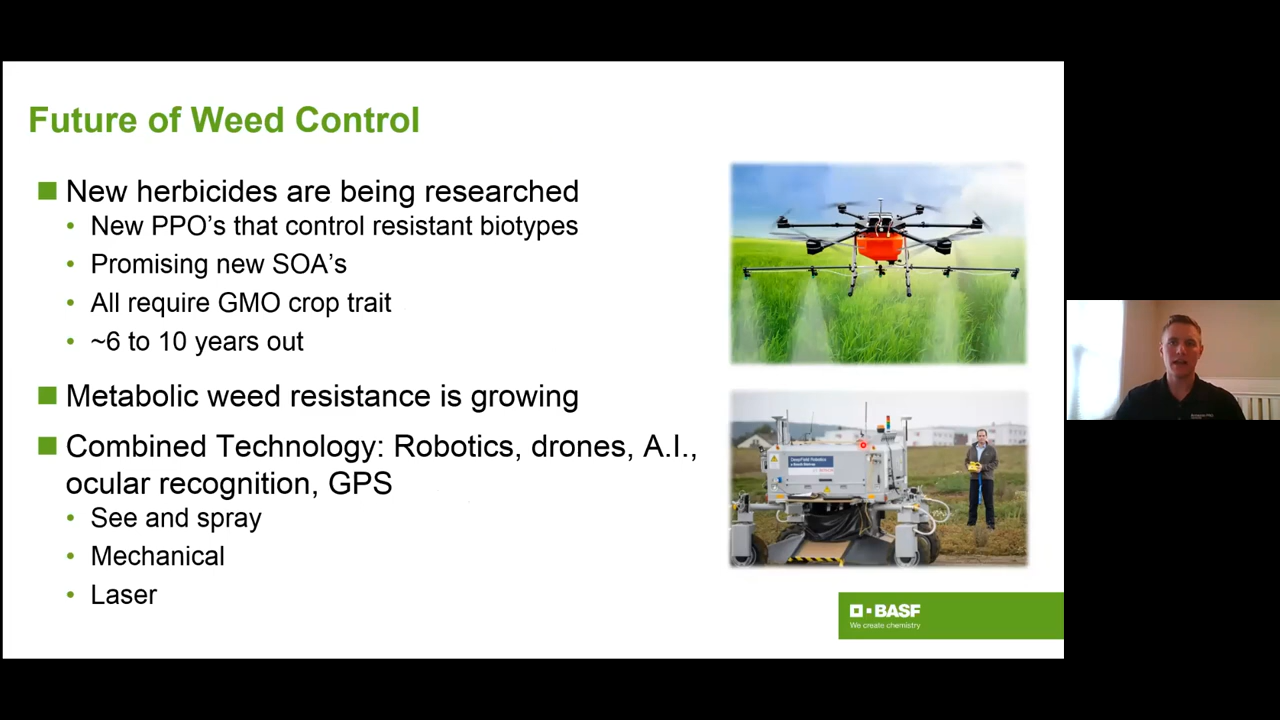 Future of Weed Control
New herbicides are being researched
• New PPO's that control resistant biotypes
• Promising new SOA's
• All require GMO crop trait
• ~6 to 10 years out
Metabolic weed resistance is growing
Combined Technology: Robotics, drones, A.I.,
ocular recognition, GPS
• See and spray
• Mechanical
• Laser
BASF
We create chemistry